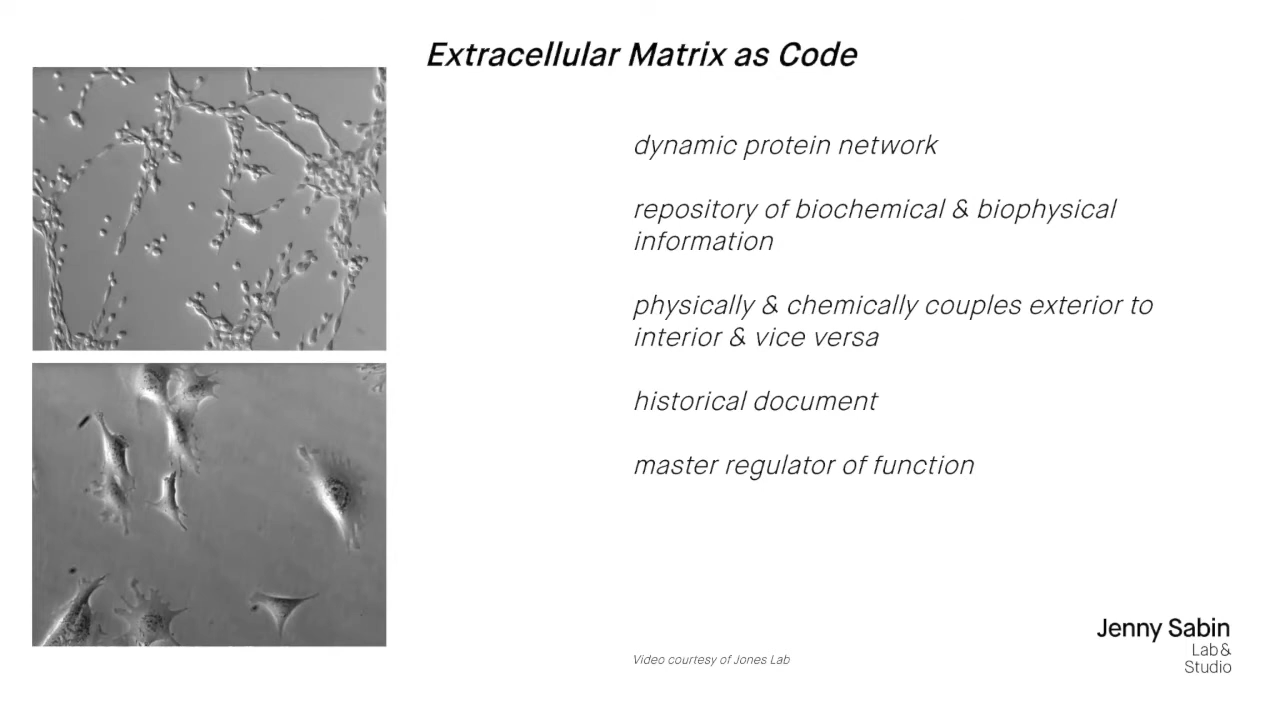 Extracellular Matrix as Code
dynamic protein network
repository of biochemical & biophysical
information
physically & chemically couples exterior to
interior & vice versa
historical document
master regulator of function
Video courtesy of Jones Lab
Jenny Sabin
Lab &
Studio